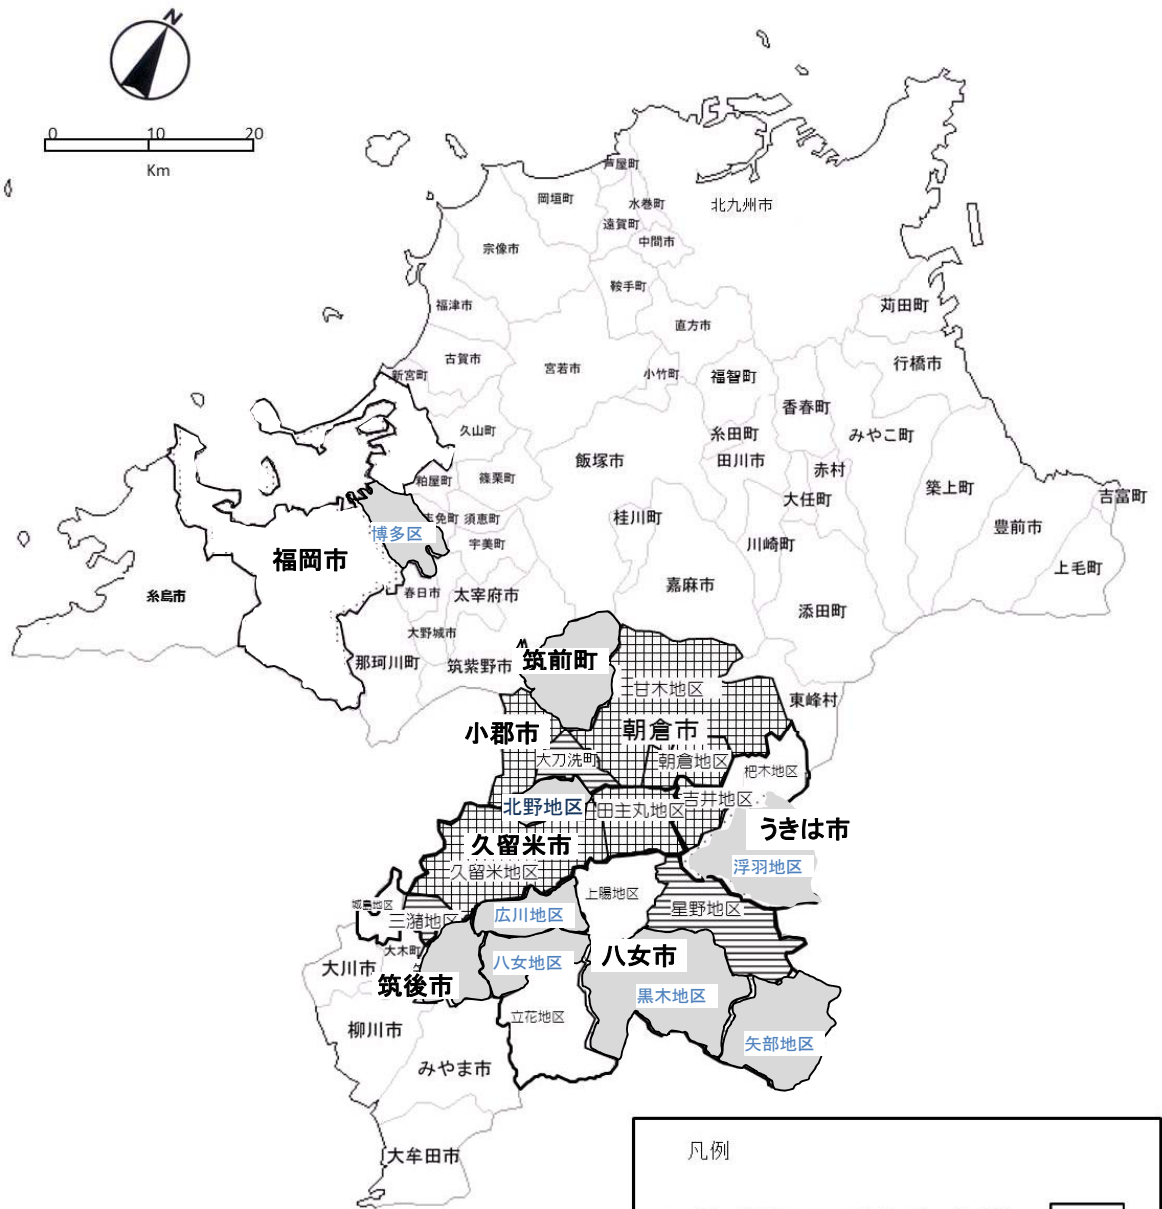 N
0 10 20
Km
芦屋町
岡垣町
水巻町
北九州市
遠賀町
中間市
宗像市
鞍手町
福津市
苅田町
直方市
古賀市
行橋市
宮若市
新宮町
小竹町
福智町
香春町
久山町
糸田町
みやこ町
飯塚市
田川市
赤村
粕屋町
篠栗町
築上町
大任町
吉富町
免町
須恵町
桂川町
豊前市
博多区
宇美町
川崎町
福岡市
上毛町
嘉麻市
春日市
太宰府市
糸島市
添田町
大野城市
那珂川町
筑紫野市
筑前町
甘木地区
東峰村
小郡市
朝倉市
大刀洗町
朝倉地区
杷木地区
北野地区
田主丸地区
吉井地区
うきは市
久留米市
久留米地区
浮羽地区
上陽地区
城島地区
三潴地区
広川地区
星野地区
大木町
八女市
大川市
八女地区
筑後市
黒木地区
立花地区
柳川市
矢部地区
みやま市
大牟田市
凡例